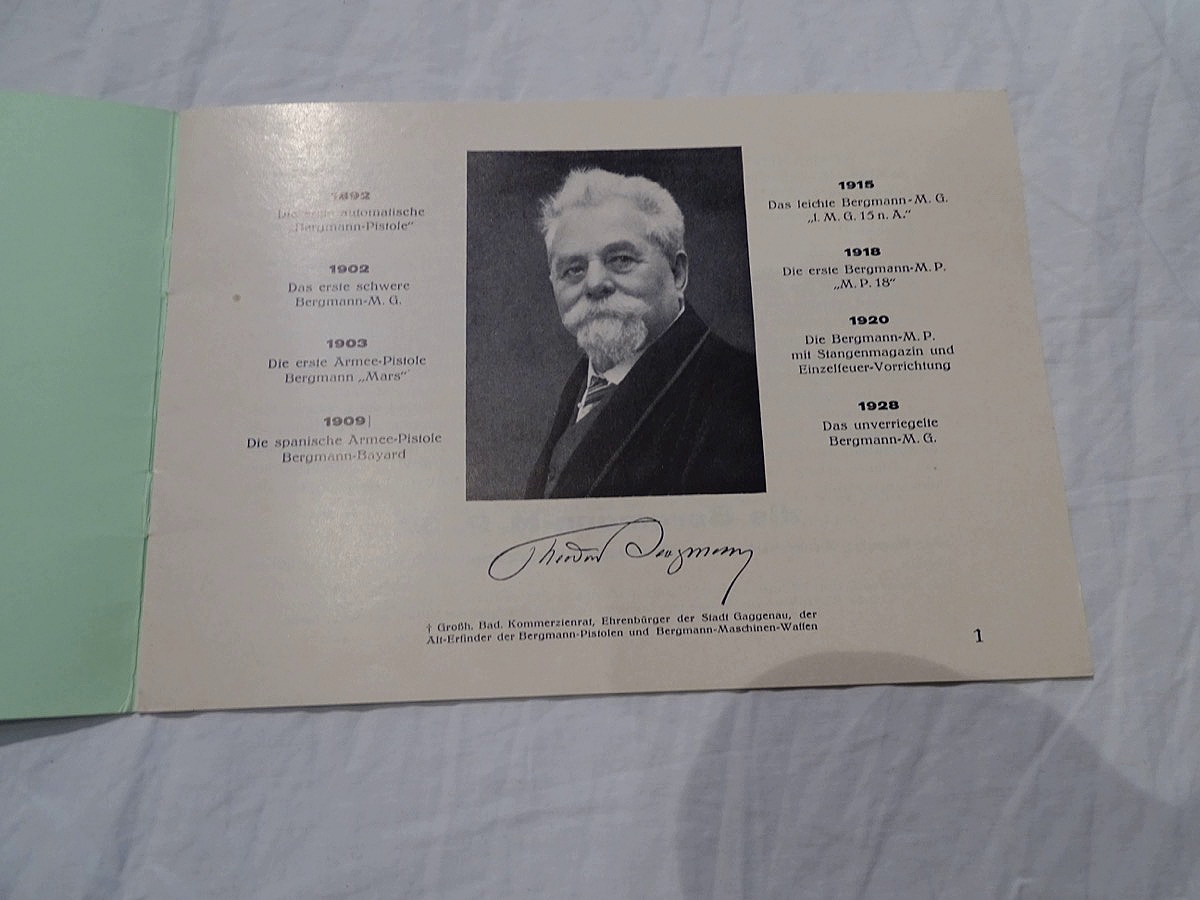 1892
Die erste automatische
„Bergmann-Pistole“
1902
Das erste schwere
Bergmann-M. G.
1903
Die erste Armee-Pistole
Bergmann „Mars“
1909
Die spanische Armee-Pistole
Bergmann-Bayard
1915
Das leichte Bergmann-M. G.
„l. M. G. 15 n. A.“
1918
Die erste Bergmann-M. P.
„M. P. 18“
1920
Die Bergmann-M. P.
mit Stangenmagazin und
Einzelfeuer-Vorrichtung
1928
Das unverriegelte
Bergmann-M. G.
Theodor Bergmann
† Großh. Bad. Kommerzienrat, Ehrenbürger der Stadt Gaggenau, der
Alt-Erfinder der Bergmann-Pistolen und Bergmann-Maschinen-Waffen
1